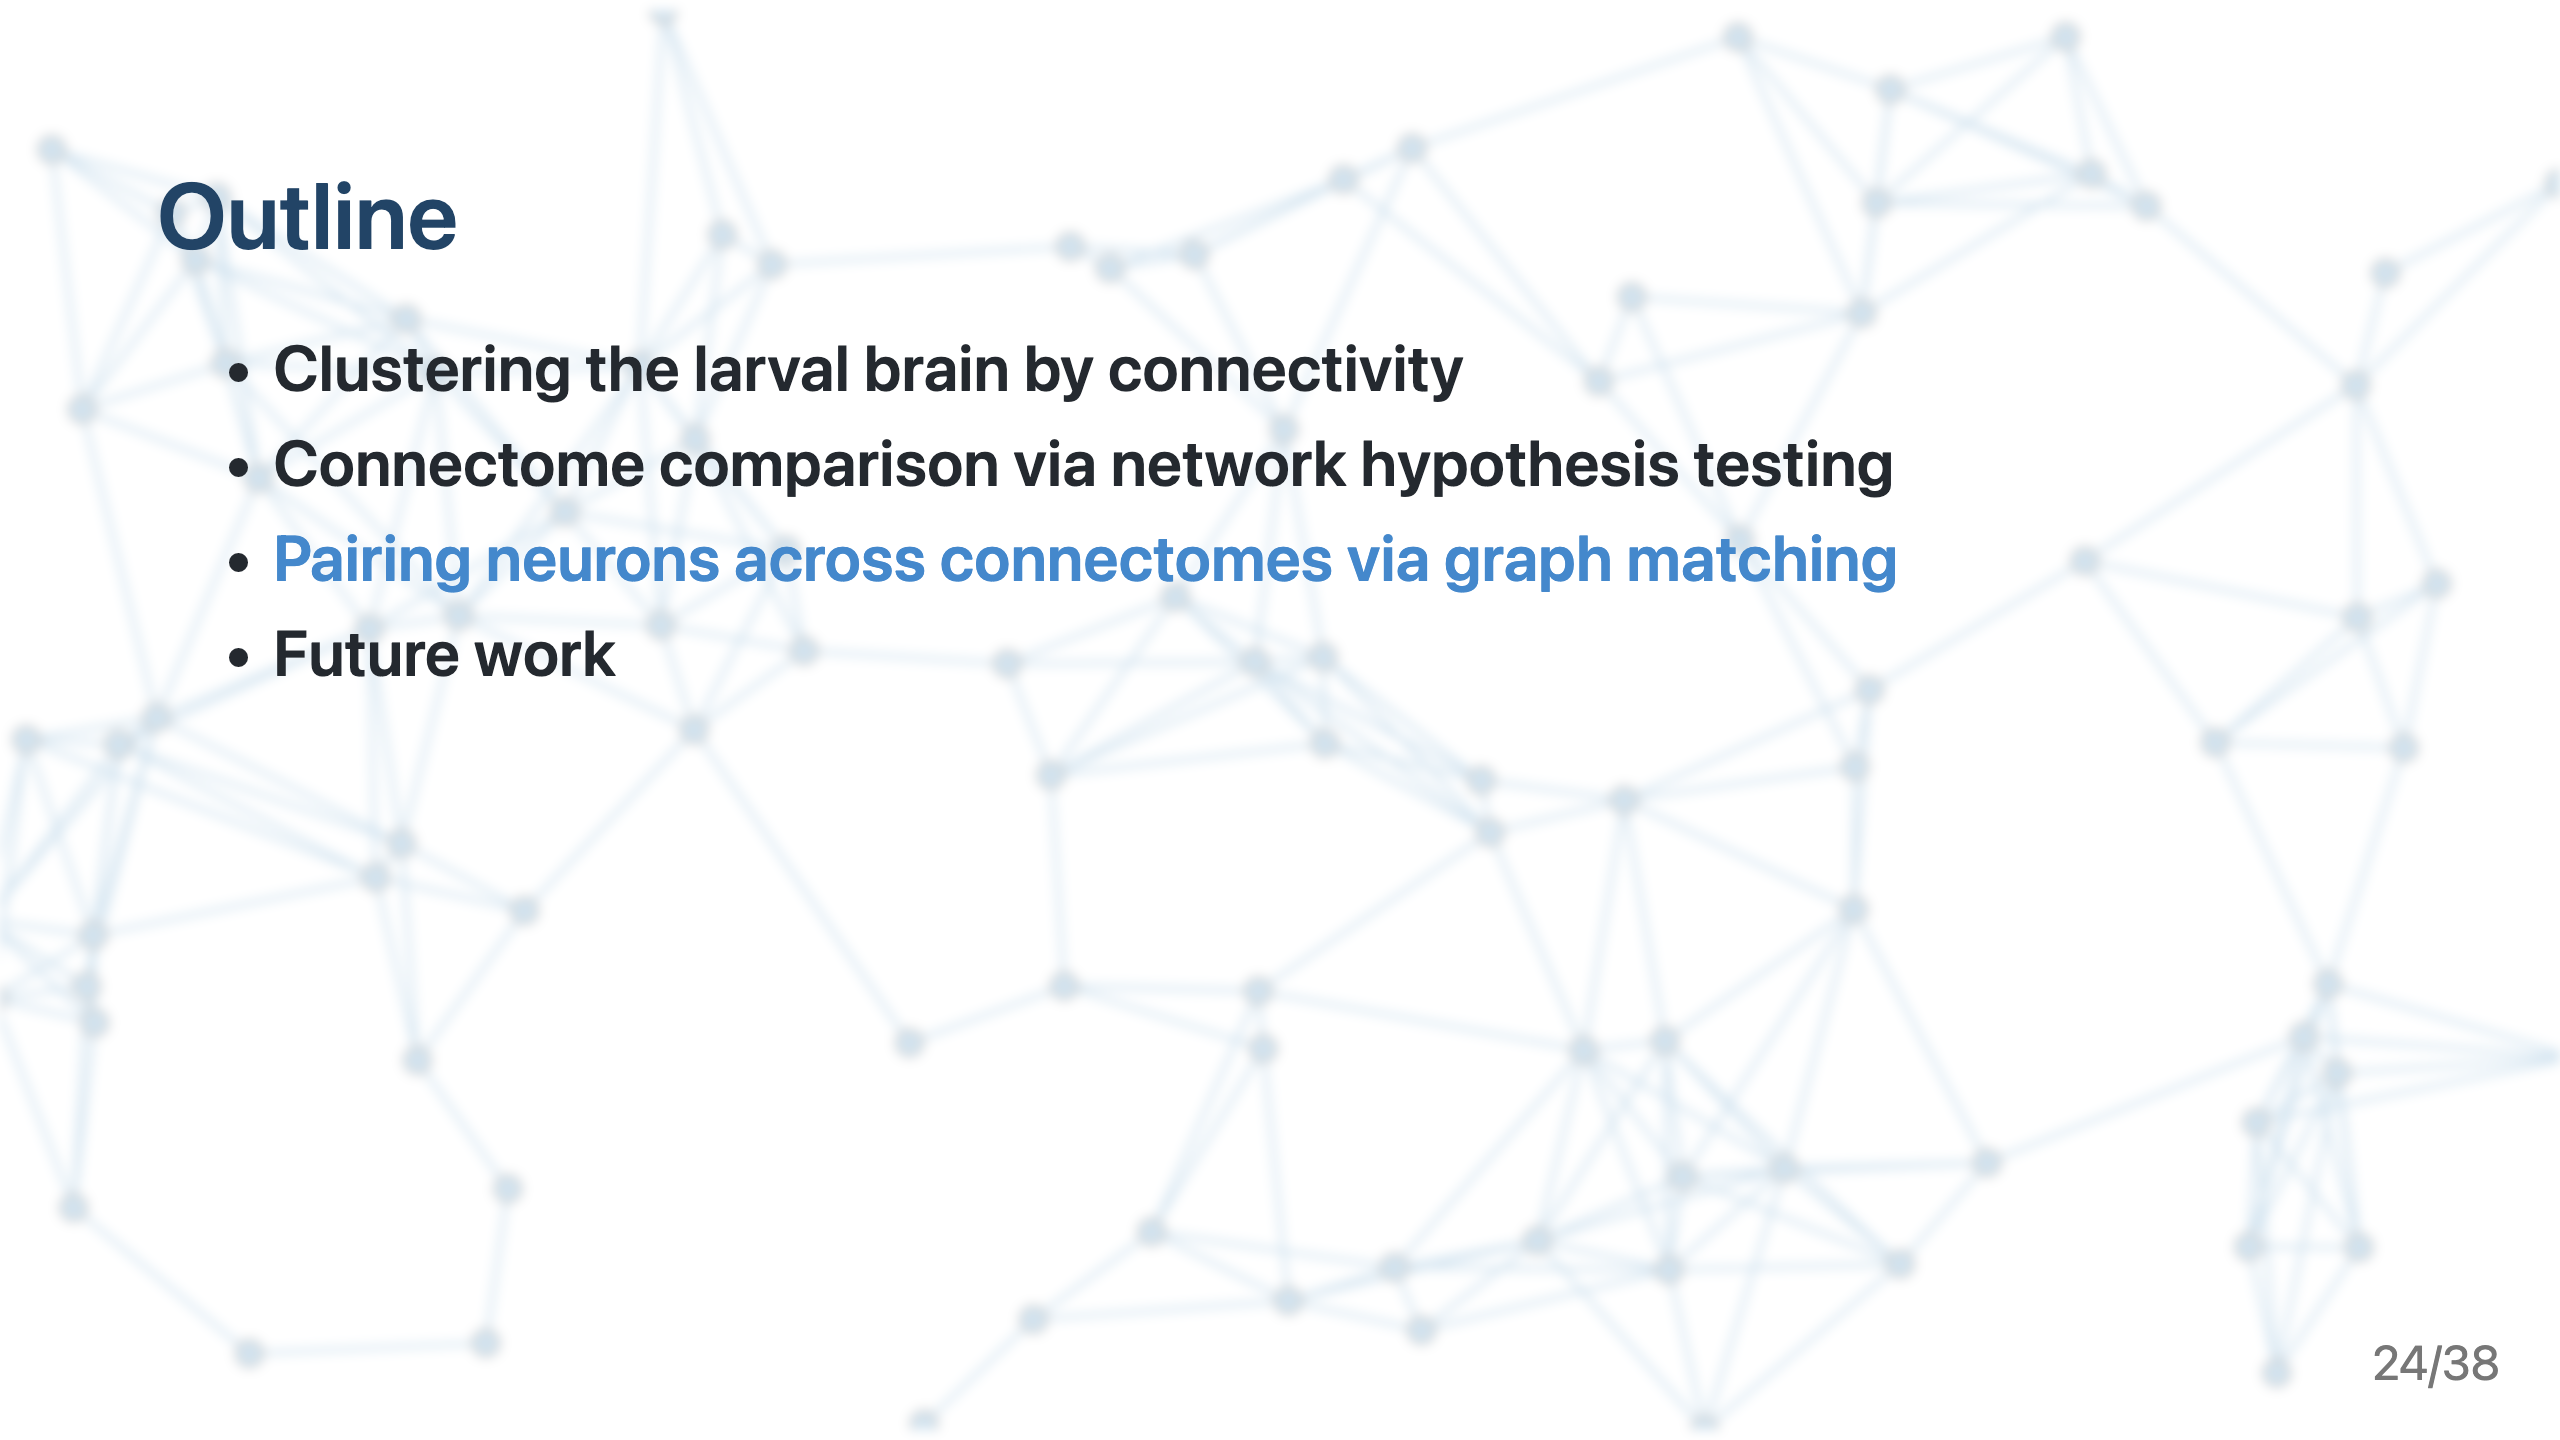 Outline
• Clustering the larval brain by connectivity
• Connectome comparison via network hypothesis testing
• Pairing neurons across connectomes via graph matching
• Future work
24/38